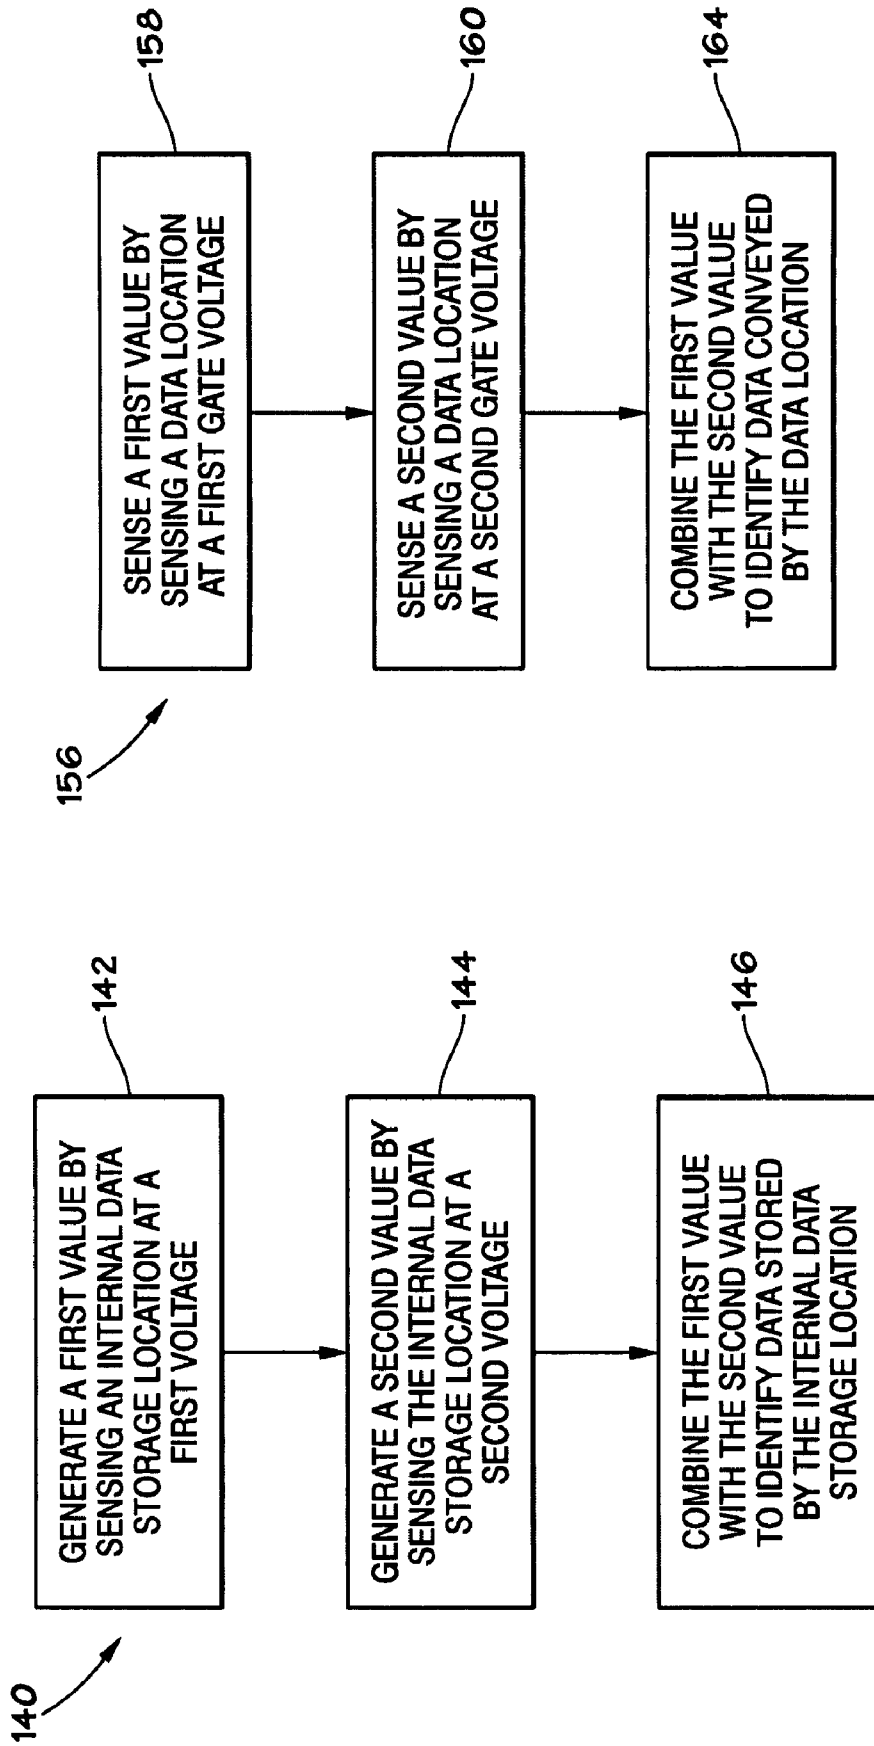 140
GENERATE A FIRST VALUE BY
SENSING AN INTERNAL DATA
STORAGE LOCATION AT A
FIRST VOLTAGE
142
GENERATE A SECOND VALUE BY
SENSING THE INTERNAL DATA
STORAGE LOCATION AT A
SECOND VOLTAGE
144
COMBINE THE FIRST VALUE
WITH THE SECOND VALUE
TO IDENTIFY DATA STORED
BY THE INTERNAL DATA
STORAGE LOCATION
146
156
SENSE A FIRST VALUE BY
SENSING A DATA LOCATION
AT A FIRST GATE VOLTAGE
158
SENSE A SECOND VALUE BY
SENSING A DATA LOCATION
AT A SECOND GATE VOLTAGE
160
COMBINE THE FIRST VALUE
WITH THE SECOND VALUE
TO IDENTIFY DATA CONVEYED
BY THE DATA LOCATION
164